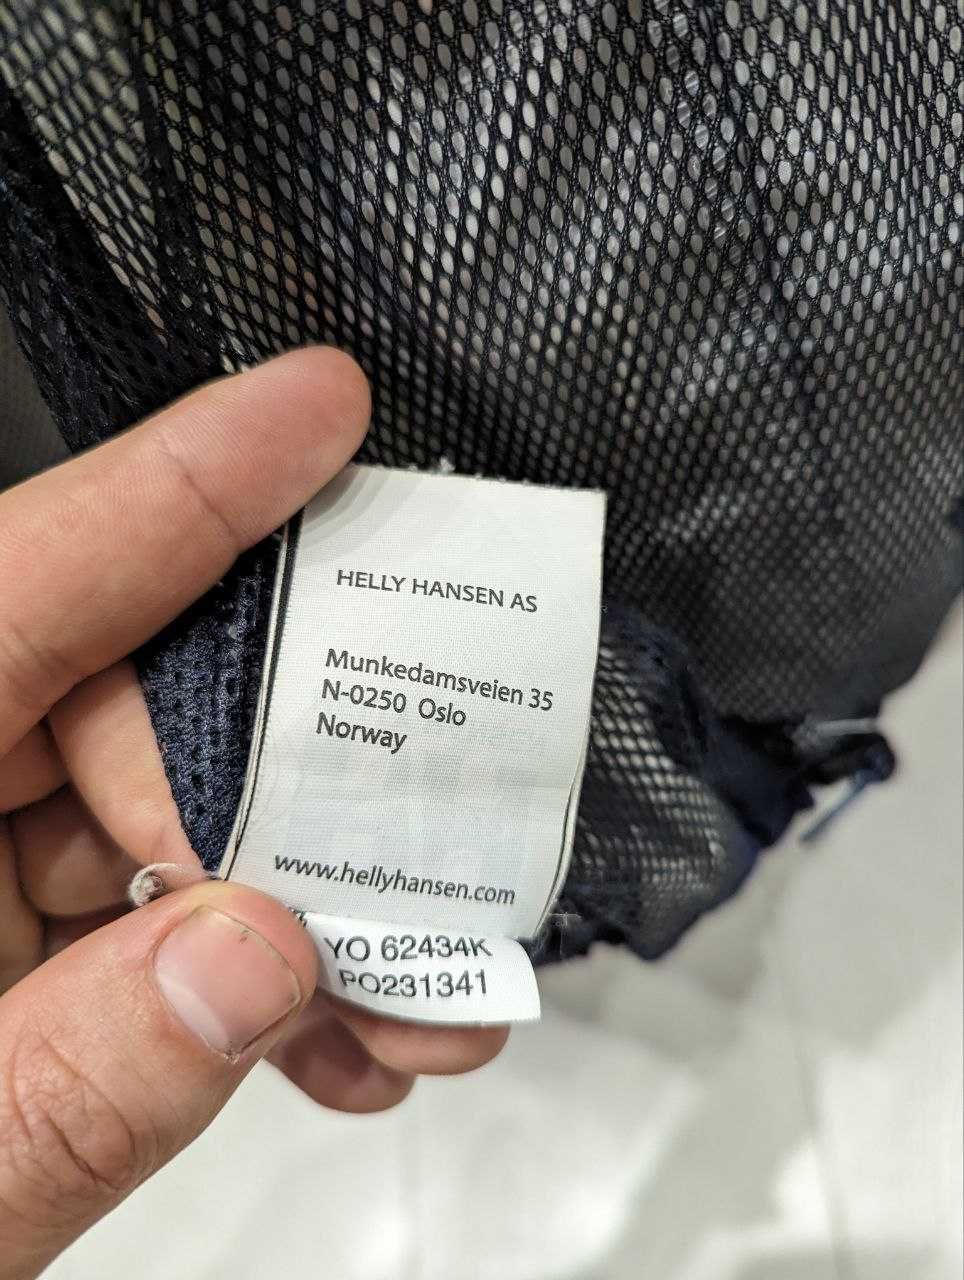 HELLY HANSEN AS
Munkedamsveien 35
N-0250 Oslo
Norway
www.hellyhansen.com
YO 62434K
PO231341